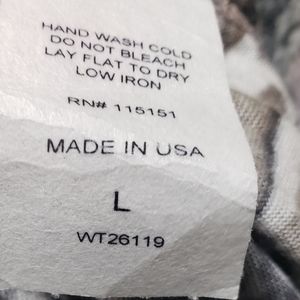 HAND WASH COLD
DO NOT BLEACH
LAY FLAT TO DRY
LOW IRON
RN# 115151
MADE IN USA
L
WT26119